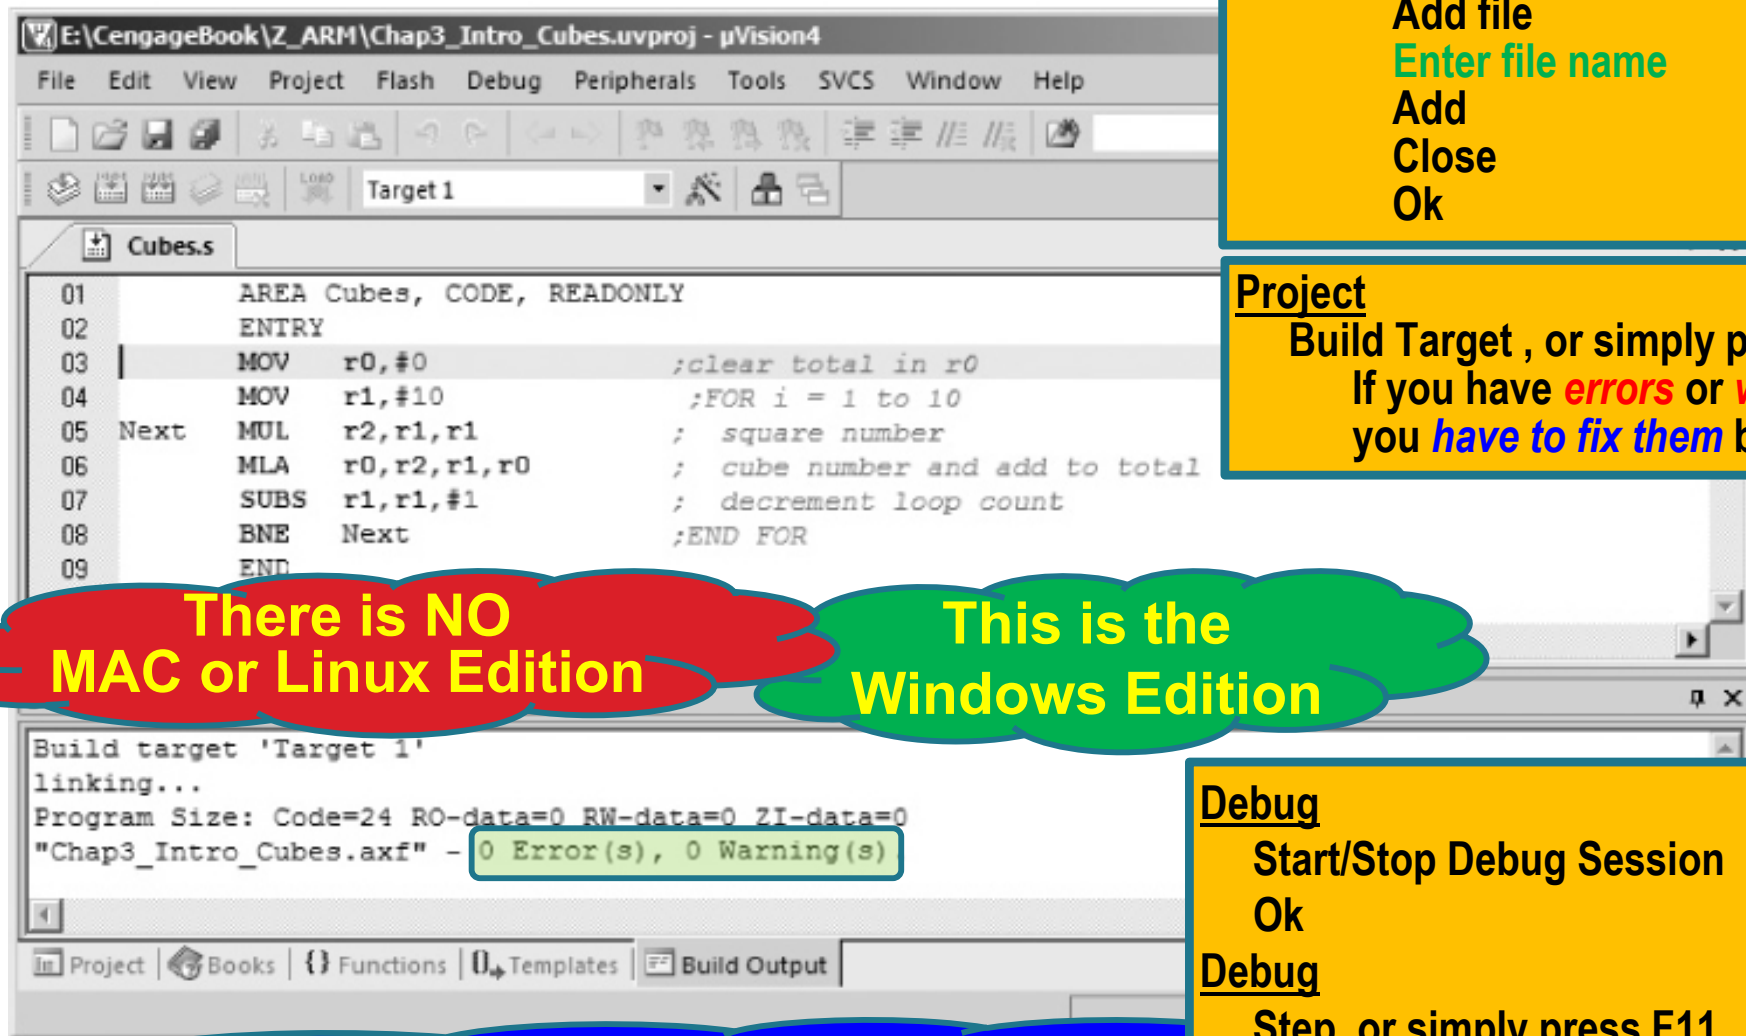 E:\CengageBook\Z_ARM\Chap3_Intro_Cubes.uvproj - µVision4
File Edit View Project Flash Debug Peripherals Tools SVCS Window Help
LOAD Target 1
Cubes.s
01 AREA Cubes, CODE, READONLY
02 ENTRY
03 MOV r0,#0 ;clear total in r0
04 MOV r1,#10 ;FOR i = 1 to 10
05 Next MUL r2,r1,r1 ; square number
06 MLA r0,r2,r1,r0 ; cube number and add to total
07 SUBS r1,r1,#1 ; decrement loop count
08 BNE Next ;END FOR
09 END
Add file
Enter file name
Add
Close
Ok
Project
Build Target , or simply p
If you have errors or
you have to fix them b
There is NO
MAC or Linux Edition
This is the
Windows Edition
Build target 'Target 1'
linking...
Program Size: Code=24 RO-data=0 RW-data=0 ZI-data=0
"Chap3_Intro_Cubes.axf" - 0 Error(s), 0 Warning(s)
Project Books {} Functions Templates Build Output
Debug
Start/Stop Debug Session
Ok
Debug
Step, or simply press F11